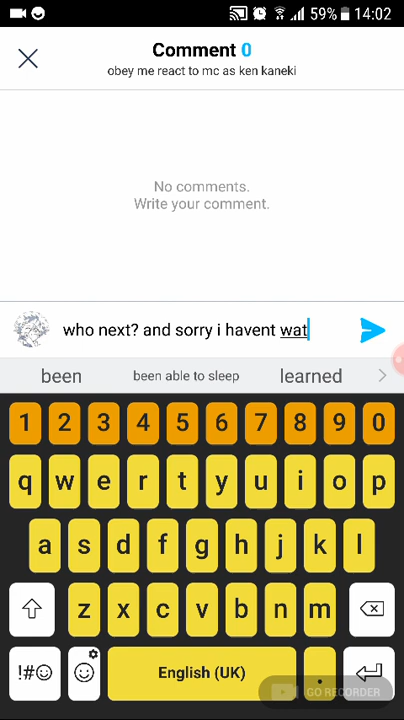 59% 14:02
Comment 0
obey me react to mc as ken kaneki
No comments.
Write your comment.
who next? and sorry i havent wat
been been able to sleep learned
1 2 3 4 5 6 7 8 9 0
q w e r t y u i o p
a s d f g h j k l
z x c v b n m
!#☺ English (UK) .
GO RECORDER